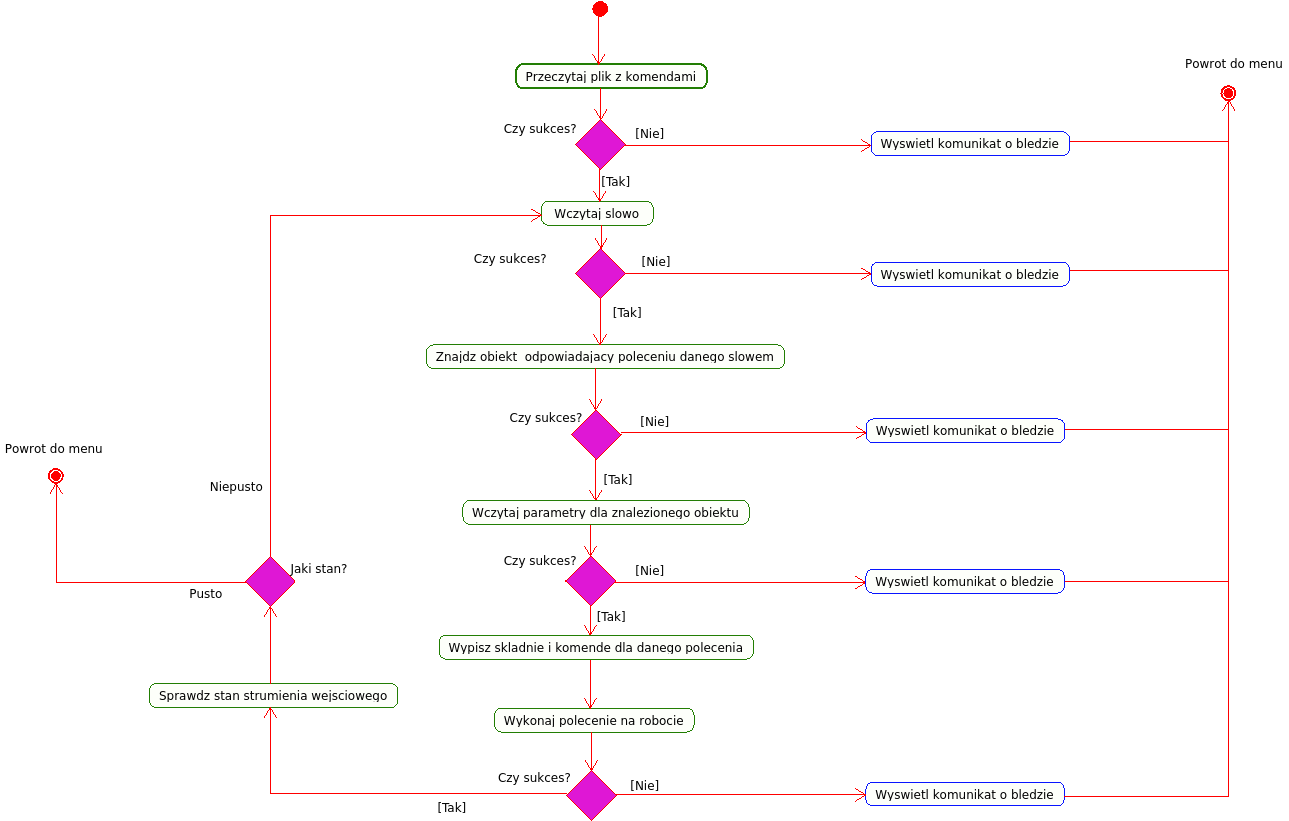 Powrot do menu
Przeczytaj plik z komendami
Czy sukces?
[Nie]
Wyswietl komunikat o bledzie
[Tak]
Wczytaj slowo
Czy sukces?
[Nie]
Wyswietl komunikat o bledzie
[Tak]
Znajdz obiekt  odpowiadajacy poleceniu danego slowem
Czy sukces?
[Nie]
Wyswietl komunikat o bledzie
Powrot do menu
[Tak]
Niepusto
Wczytaj parametry dla znalezionego obiektu
Czy sukces?
[Nie]
Jaki stan?
Wyswietl komunikat o bledzie
Pusto
[Tak]
Wypisz skladnie i komende dla danego polecenia
Sprawdz stan strumienia wejsciowego
Wykonaj polecenie na robocie
Czy sukces?
[Nie]
Wyswietl komunikat o bledzie
[Tak]